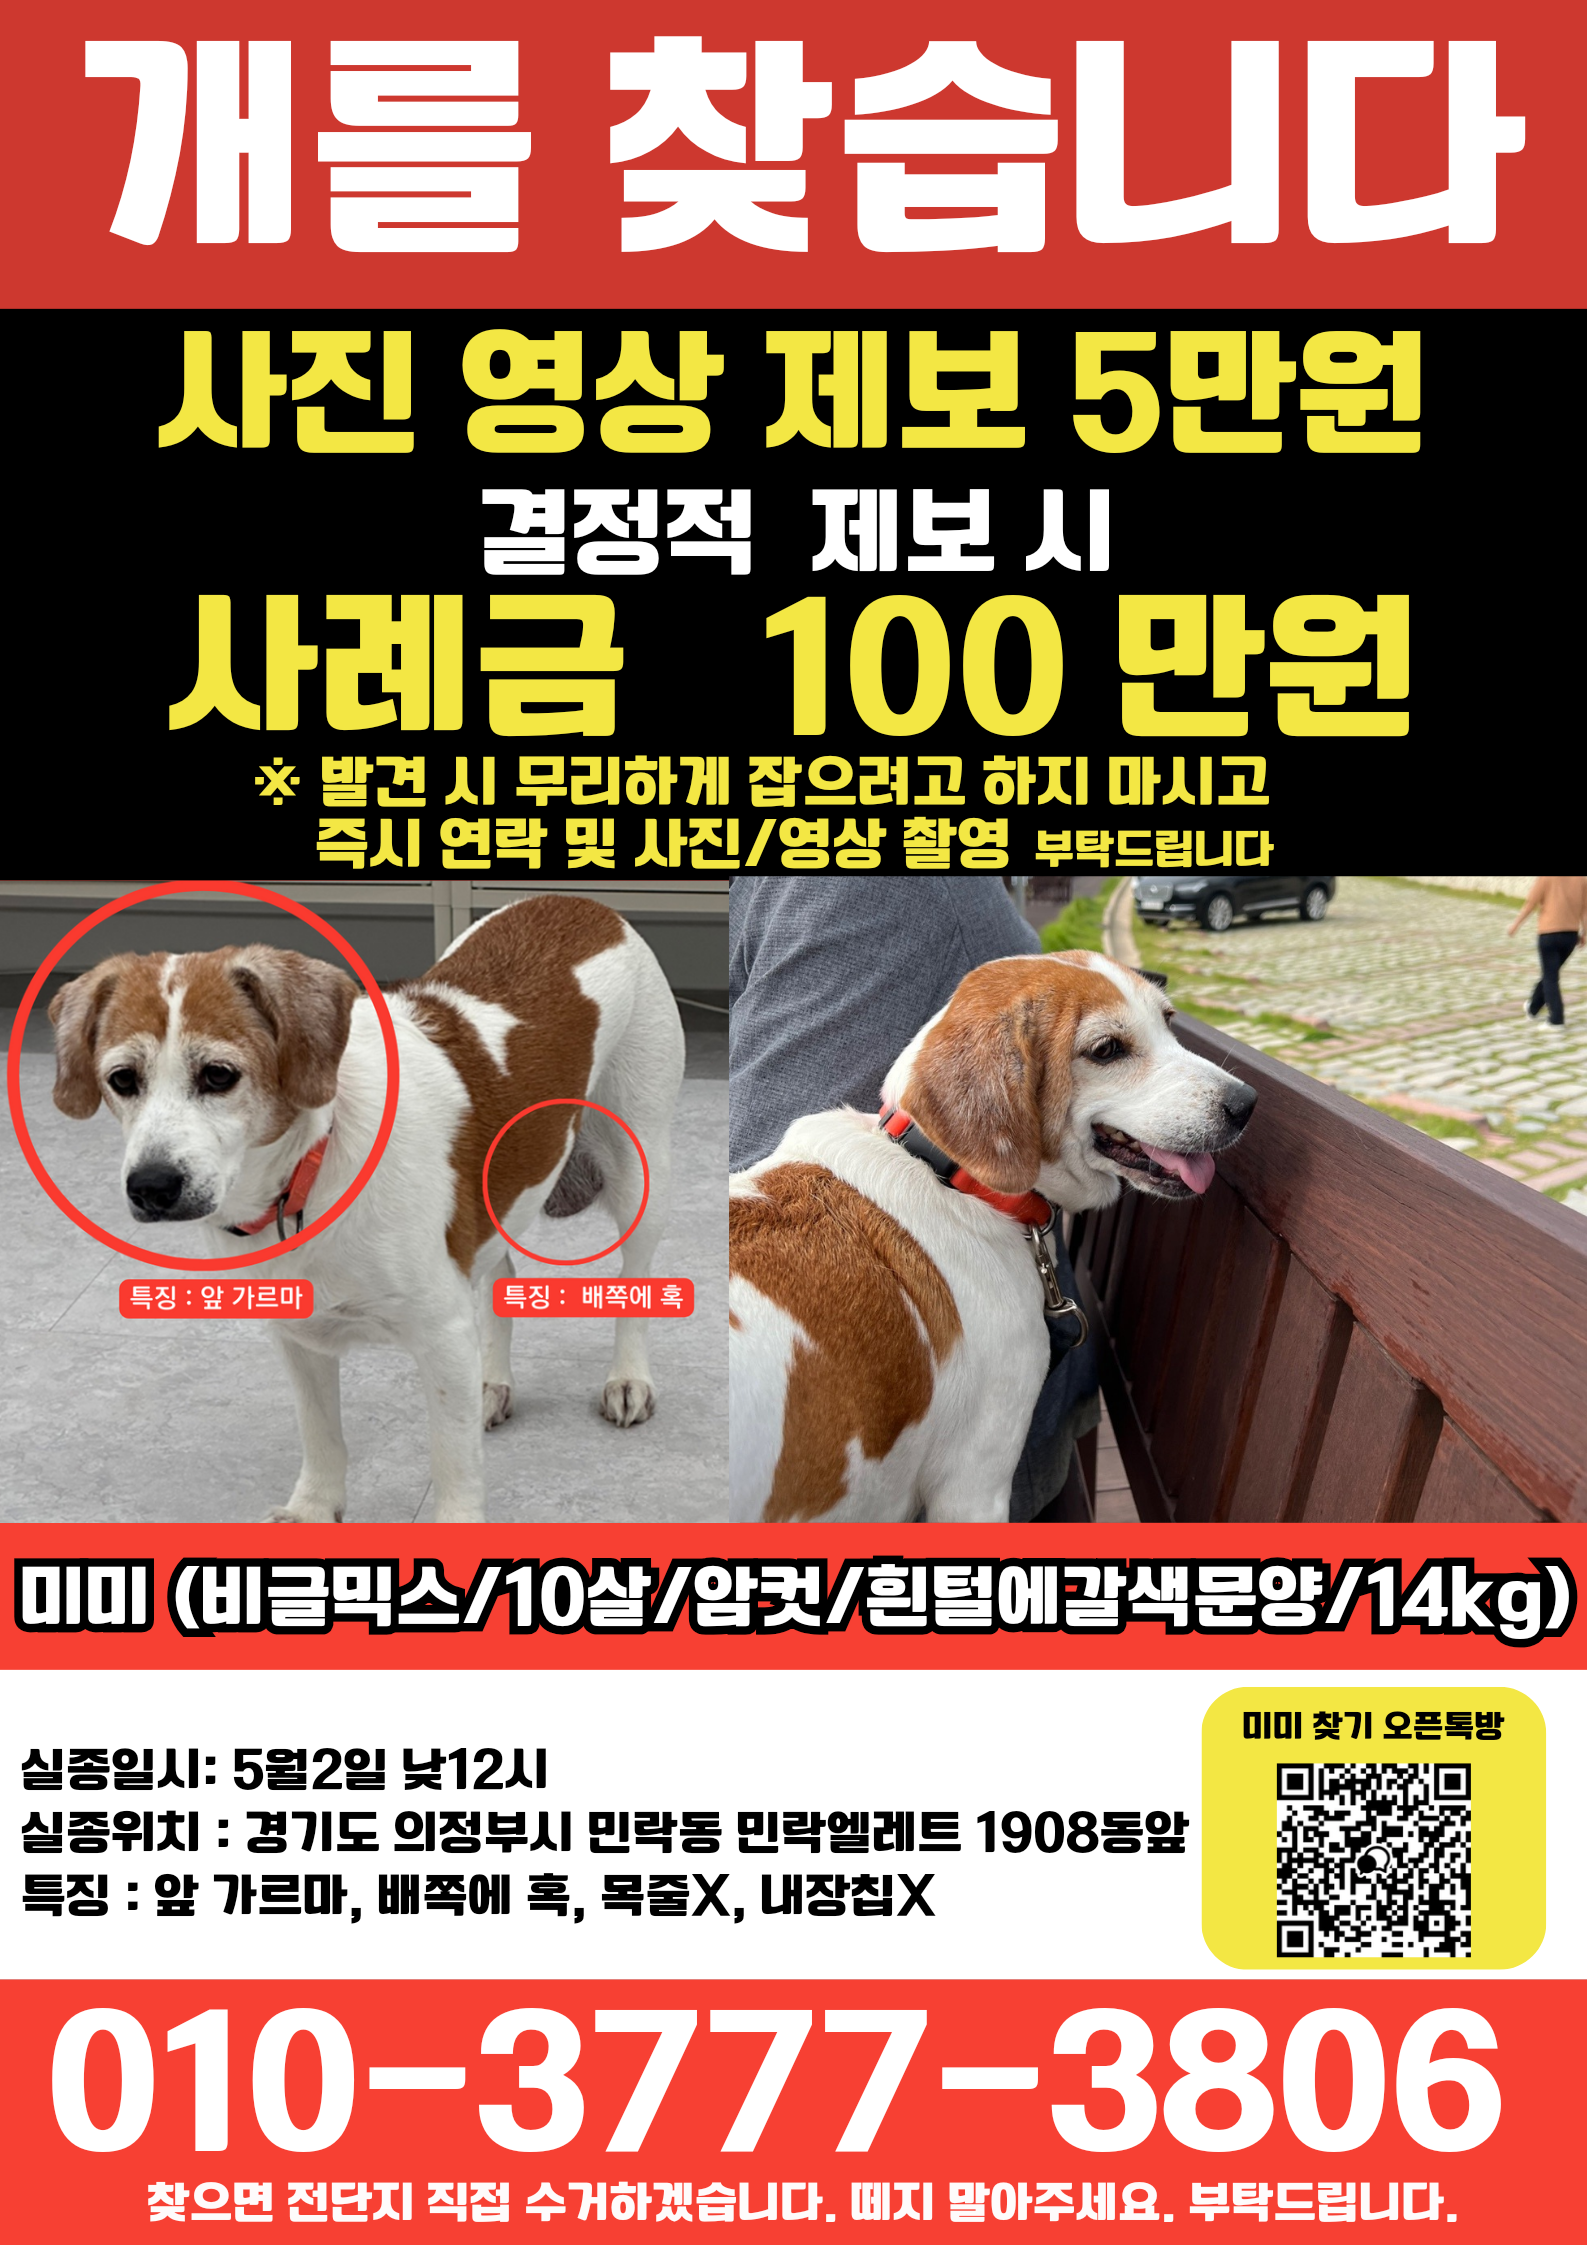 개를 찾습니다
사진 영상 제보 5만원
결정적 제보 시
사례금 100 만원
※ 발견 시 무리하게 잡으려고 하지 마시고
즉시 연락 및 사진/영상 촬영 부탁드립니다
특징 : 앞 가르마
특징 : 배쪽에 혹
미미 (비글믹스/10살/암컷/흰털에갈색문양/14kg)
미미 찾기 오픈톡방
실종일시: 5월2일 낮12시
실종위치 : 경기도 의정부시 민락동 민락엘레트 1908동앞
특징 : 앞 가르마, 배쪽에 혹, 목줄X, 내장칩X
010-3777-3806
찾으면 전단지 직접 수거하겠습니다. 떼지 말아주세요. 부탁드립니다.